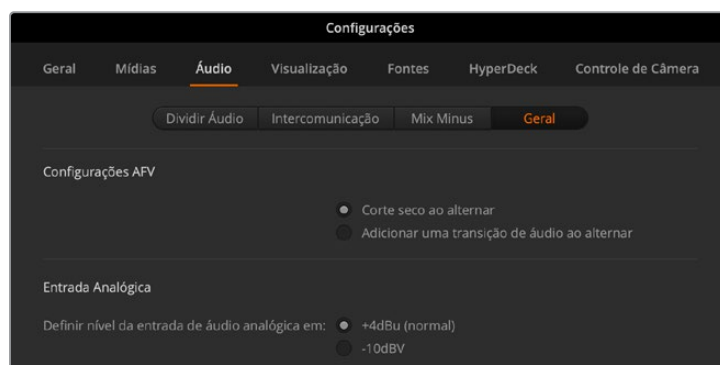 Configurações
Geral Mídias Áudio Visualização Fontes HyperDeck Controle de Câmera
Dividir Áudio Intercomunicação Mix Minus Geral
Configurações AFV
Corte seco ao alternar
Adicionar uma transição de áudio ao alternar
Entrada Analógica
Definir nível da entrada de áudio analógica em: +4dBu (normal)
-10dBV